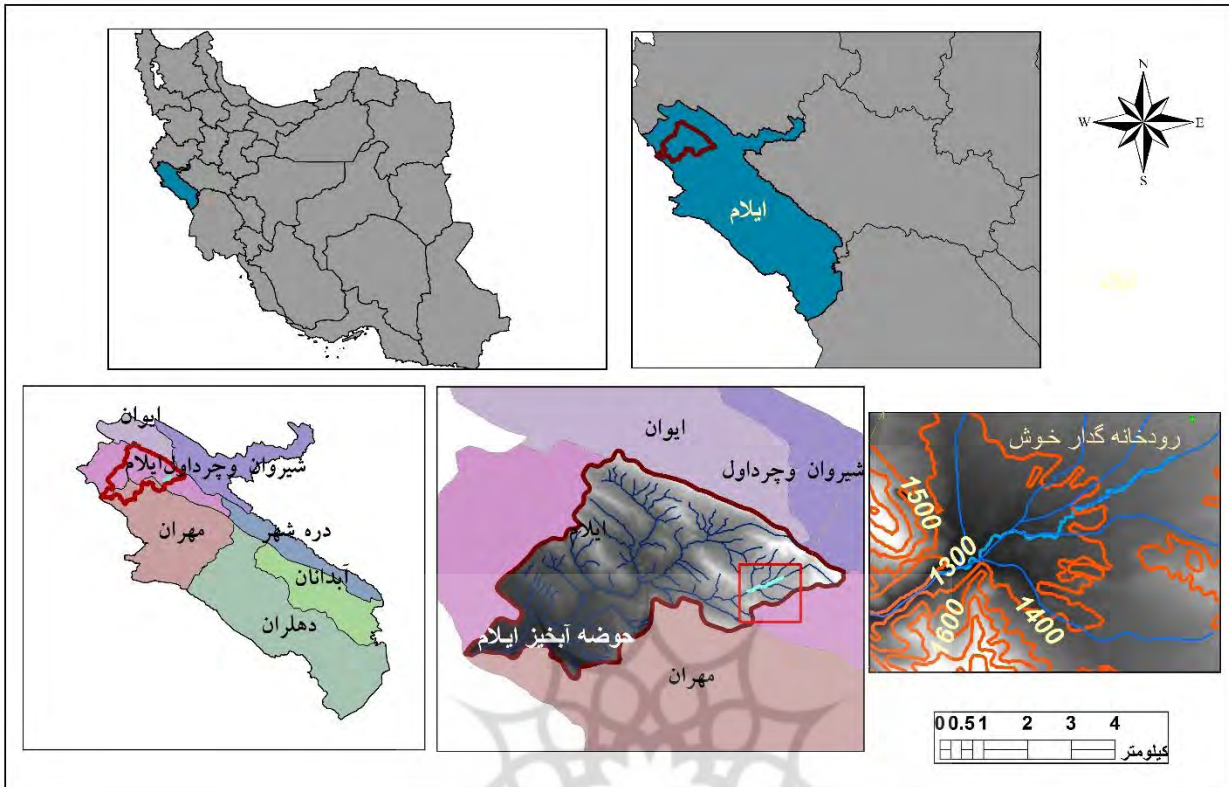 N
W E
S
ایلام
ایوان
شیروان وچرداول
ایلام
دره شهر
مهران
آبدانان
دهلران
ایوان
شیروان وچرداول
ایلام
حوضه آبخیز ایلام
مهران
رودخانه گدار خوش
1500
1300
1600
1400
0 0.5 1 2 3 4
کیلومتر